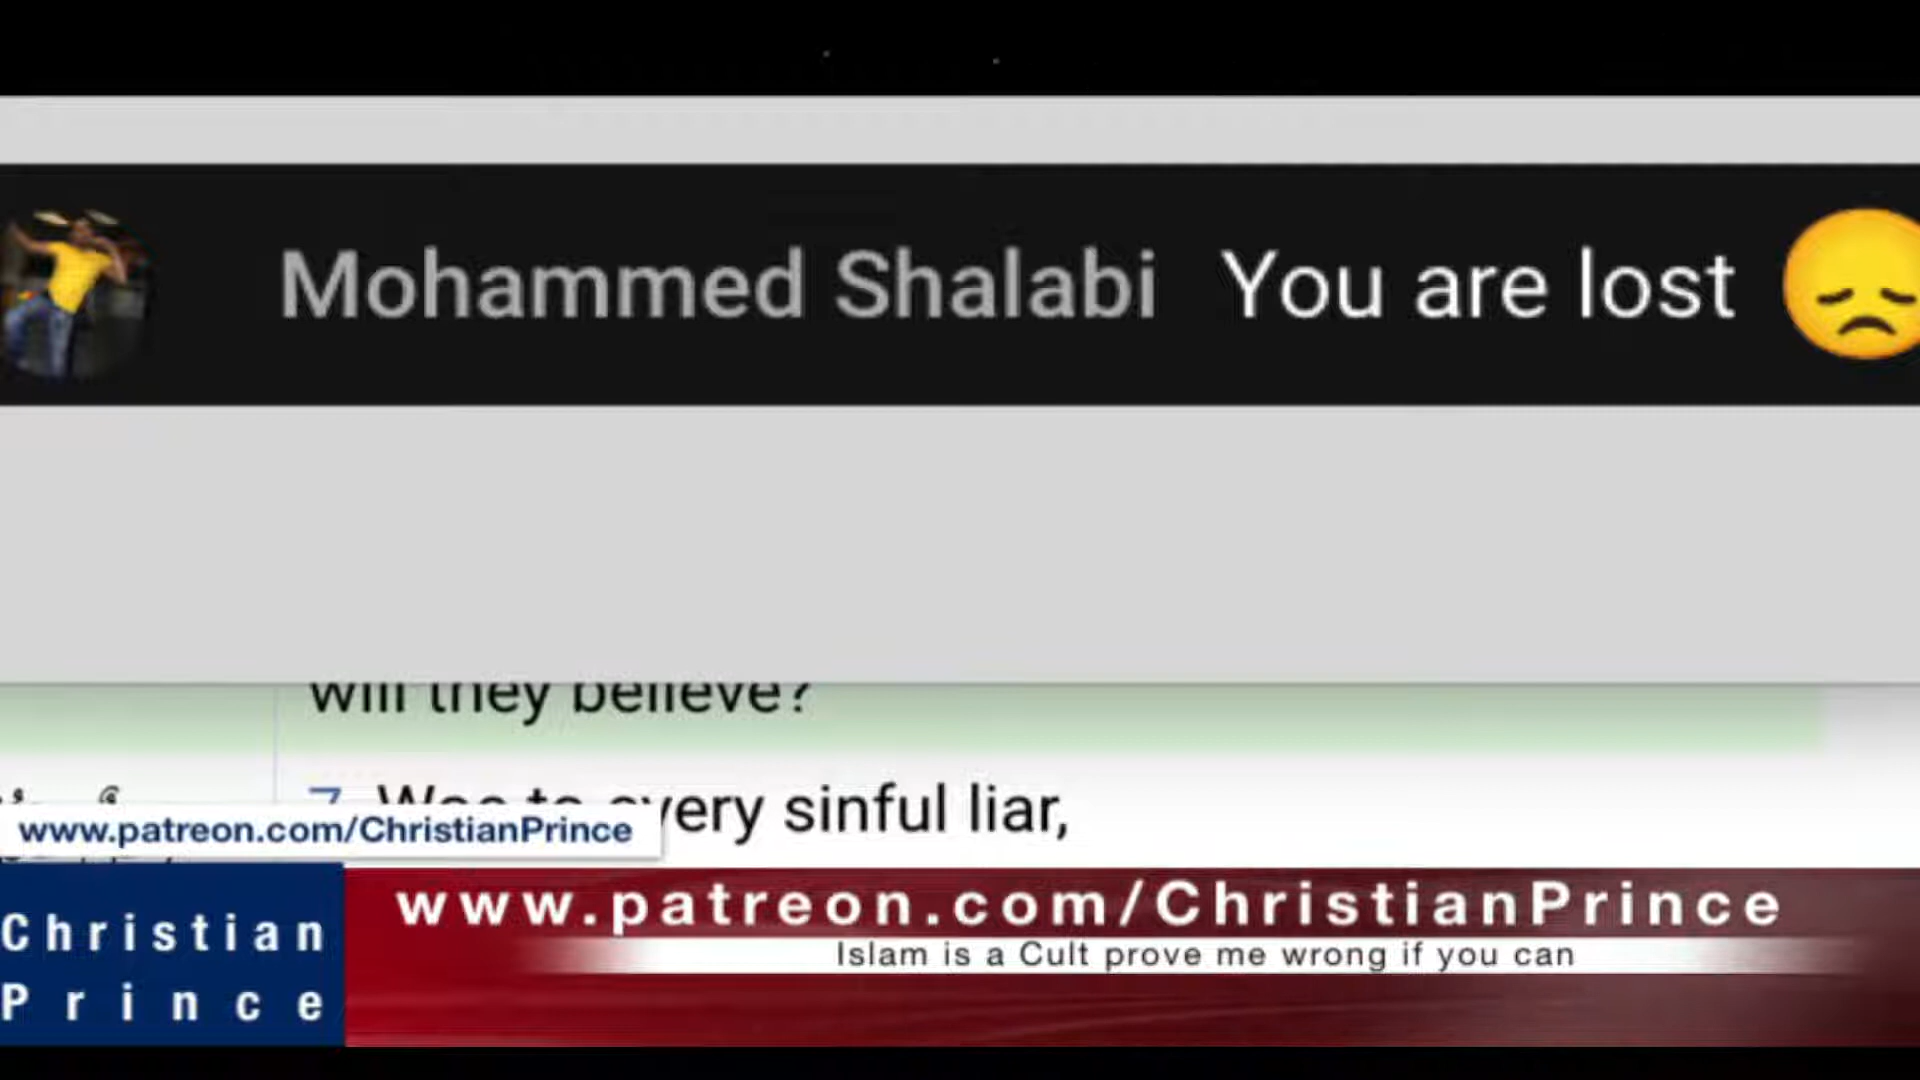 Mohammed Shalabi You are lost
will they believe?
7. Woe to every sinful liar,
www.patreon.com/ChristianPrince
Christian
Prince
www.patreon.com/ChristianPrince
Islam is a Cult prove me wrong if you can